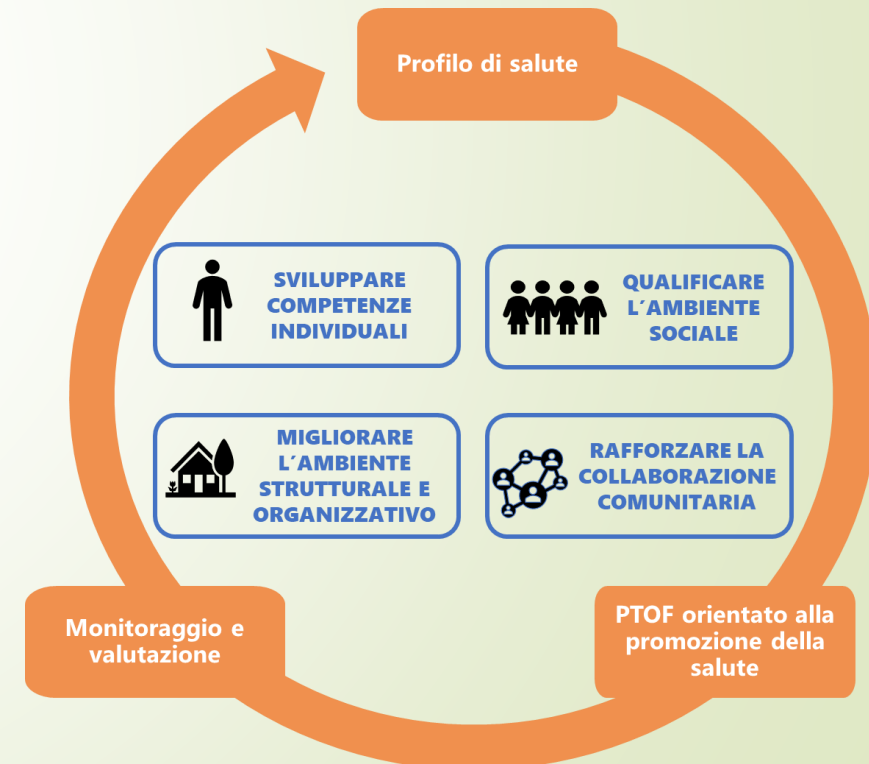 Profilo di salute
SVILUPPARE
COMPETENZE
INDIVIDUALI
QUALIFICARE
L´AMBIENTE
SOCIALE
MIGLIORARE
L´AMBIENTE
STRUTTURALE E
ORGANIZZATIVO
RAFFORZARE LA
COLLABORAZIONE
COMUNITARIA
Monitoraggio e
valutazione
PTOF orientato alla
promozione della
salute